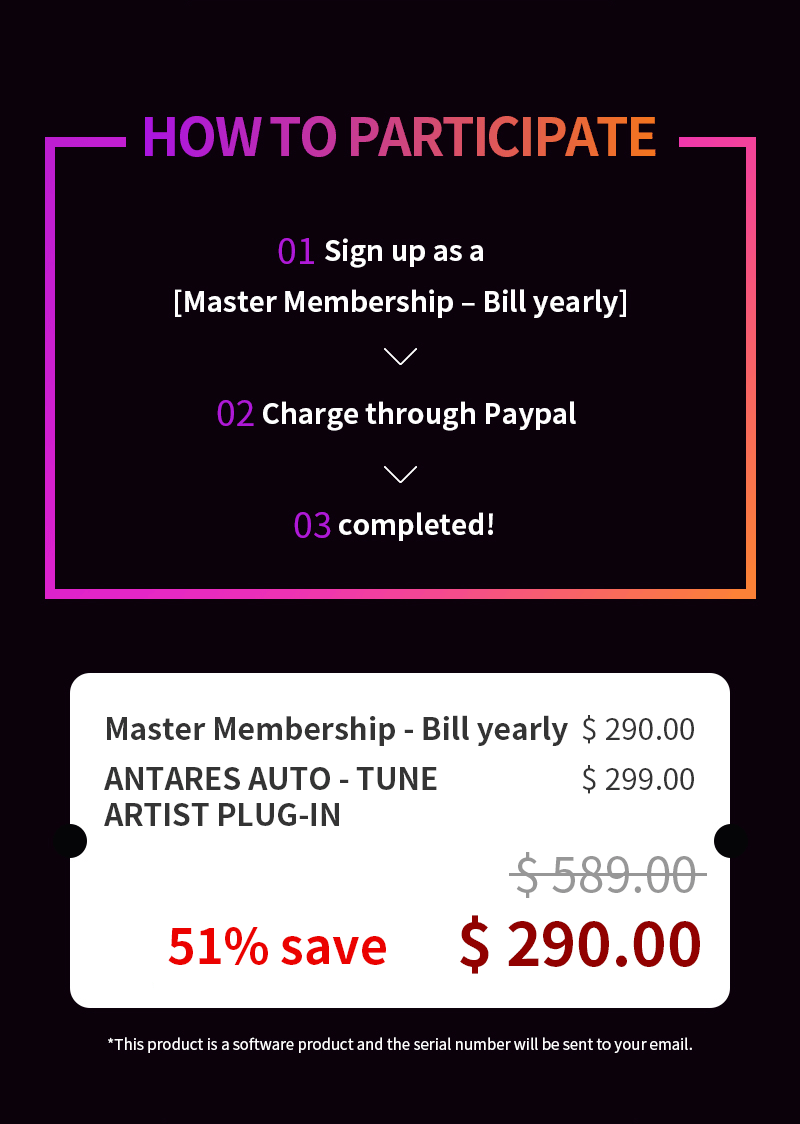 HOW TO PARTICIPATE
01 Sign up as a
[Master Membership – Bill yearly]
02 Charge through Paypal
03 completed!
Master Membership - Bill yearly $ 290.00
ANTARES AUTO - TUNE $ 299.00
ARTIST PLUG-IN
$ 589.00
51% save $ 290.00
*This product is a software product and the serial number will be sent to your email.